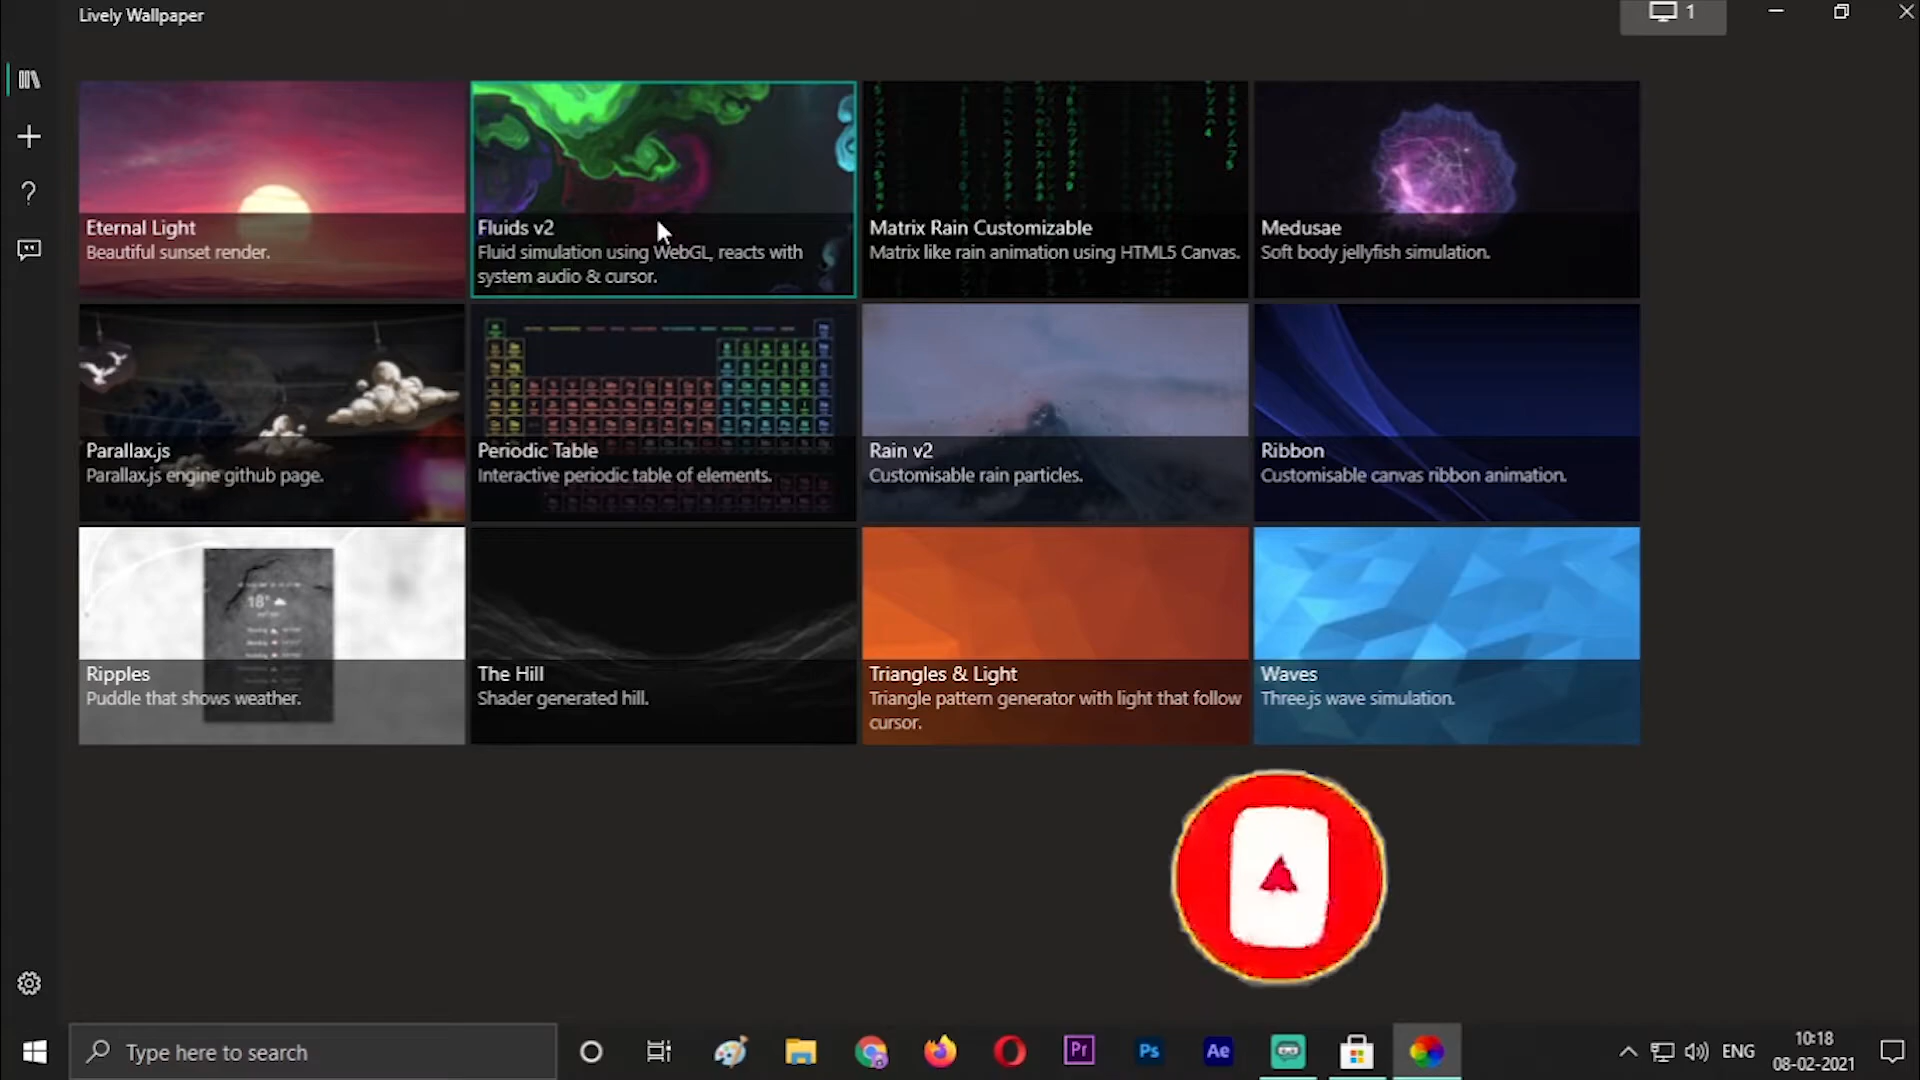 Lively Wallpaper
1
Eternal Light
Beautiful sunset render.
Fluids v2
Fluid simulation using WebGL, reacts with
system audio & cursor.
Matrix Rain Customizable
Matrix like rain animation using HTML5 Canvas.
Medusae
Soft body jellyfish simulation.
Parallax.js
Parallax.js engine github page.
Periodic Table
Interactive periodic table of elements.
Rain v2
Customisable rain particles.
Ribbon
Customisable canvas ribbon animation.
18°
Ripples
Puddle that shows weather.
The Hill
Shader generated hill.
Triangles & Light
Triangle pattern generator with light that follow
cursor.
Waves
Three.js wave simulation.
Type here to search
Pr
Ps
Ae
ENG
10:18
08-02-2021